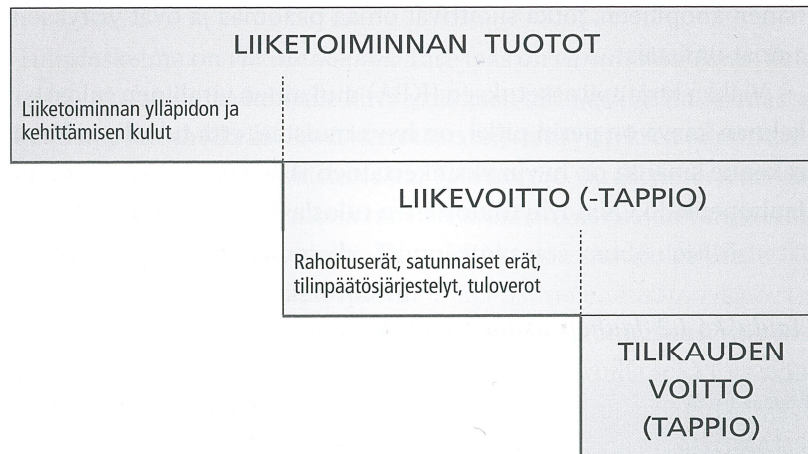 LIIKETOIMINNAN TUOTOT
Liiketoiminnan ylläpidon ja
kehittämisen kulut
LIIKEVOITTO (-TAPPIO)
Rahoituserät, satunnaiset erät,
tilinpäätösjärjestelyt, tuloverot
TILIKAUDEN
VOITTO
(TAPPIO)